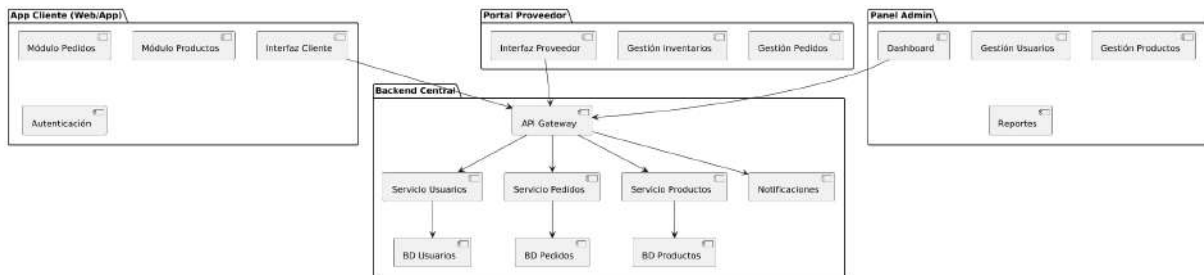 App Cliente (Web/App)
Módulo Pedidos
Módulo Productos
Interfaz Cliente
Autenticación
Portal Proveedor
Interfaz Proveedor
Gestión Inventarios
Gestión Pedidos
Panel Admin
Dashboard
Gestión Usuarios
Gestión Productos
Reportes
Backend Central
API Gateway
Servicio Usuarios
Servicio Pedidos
Servicio Productos
Notificaciones
BD Usuarios
BD Pedidos
BD Productos